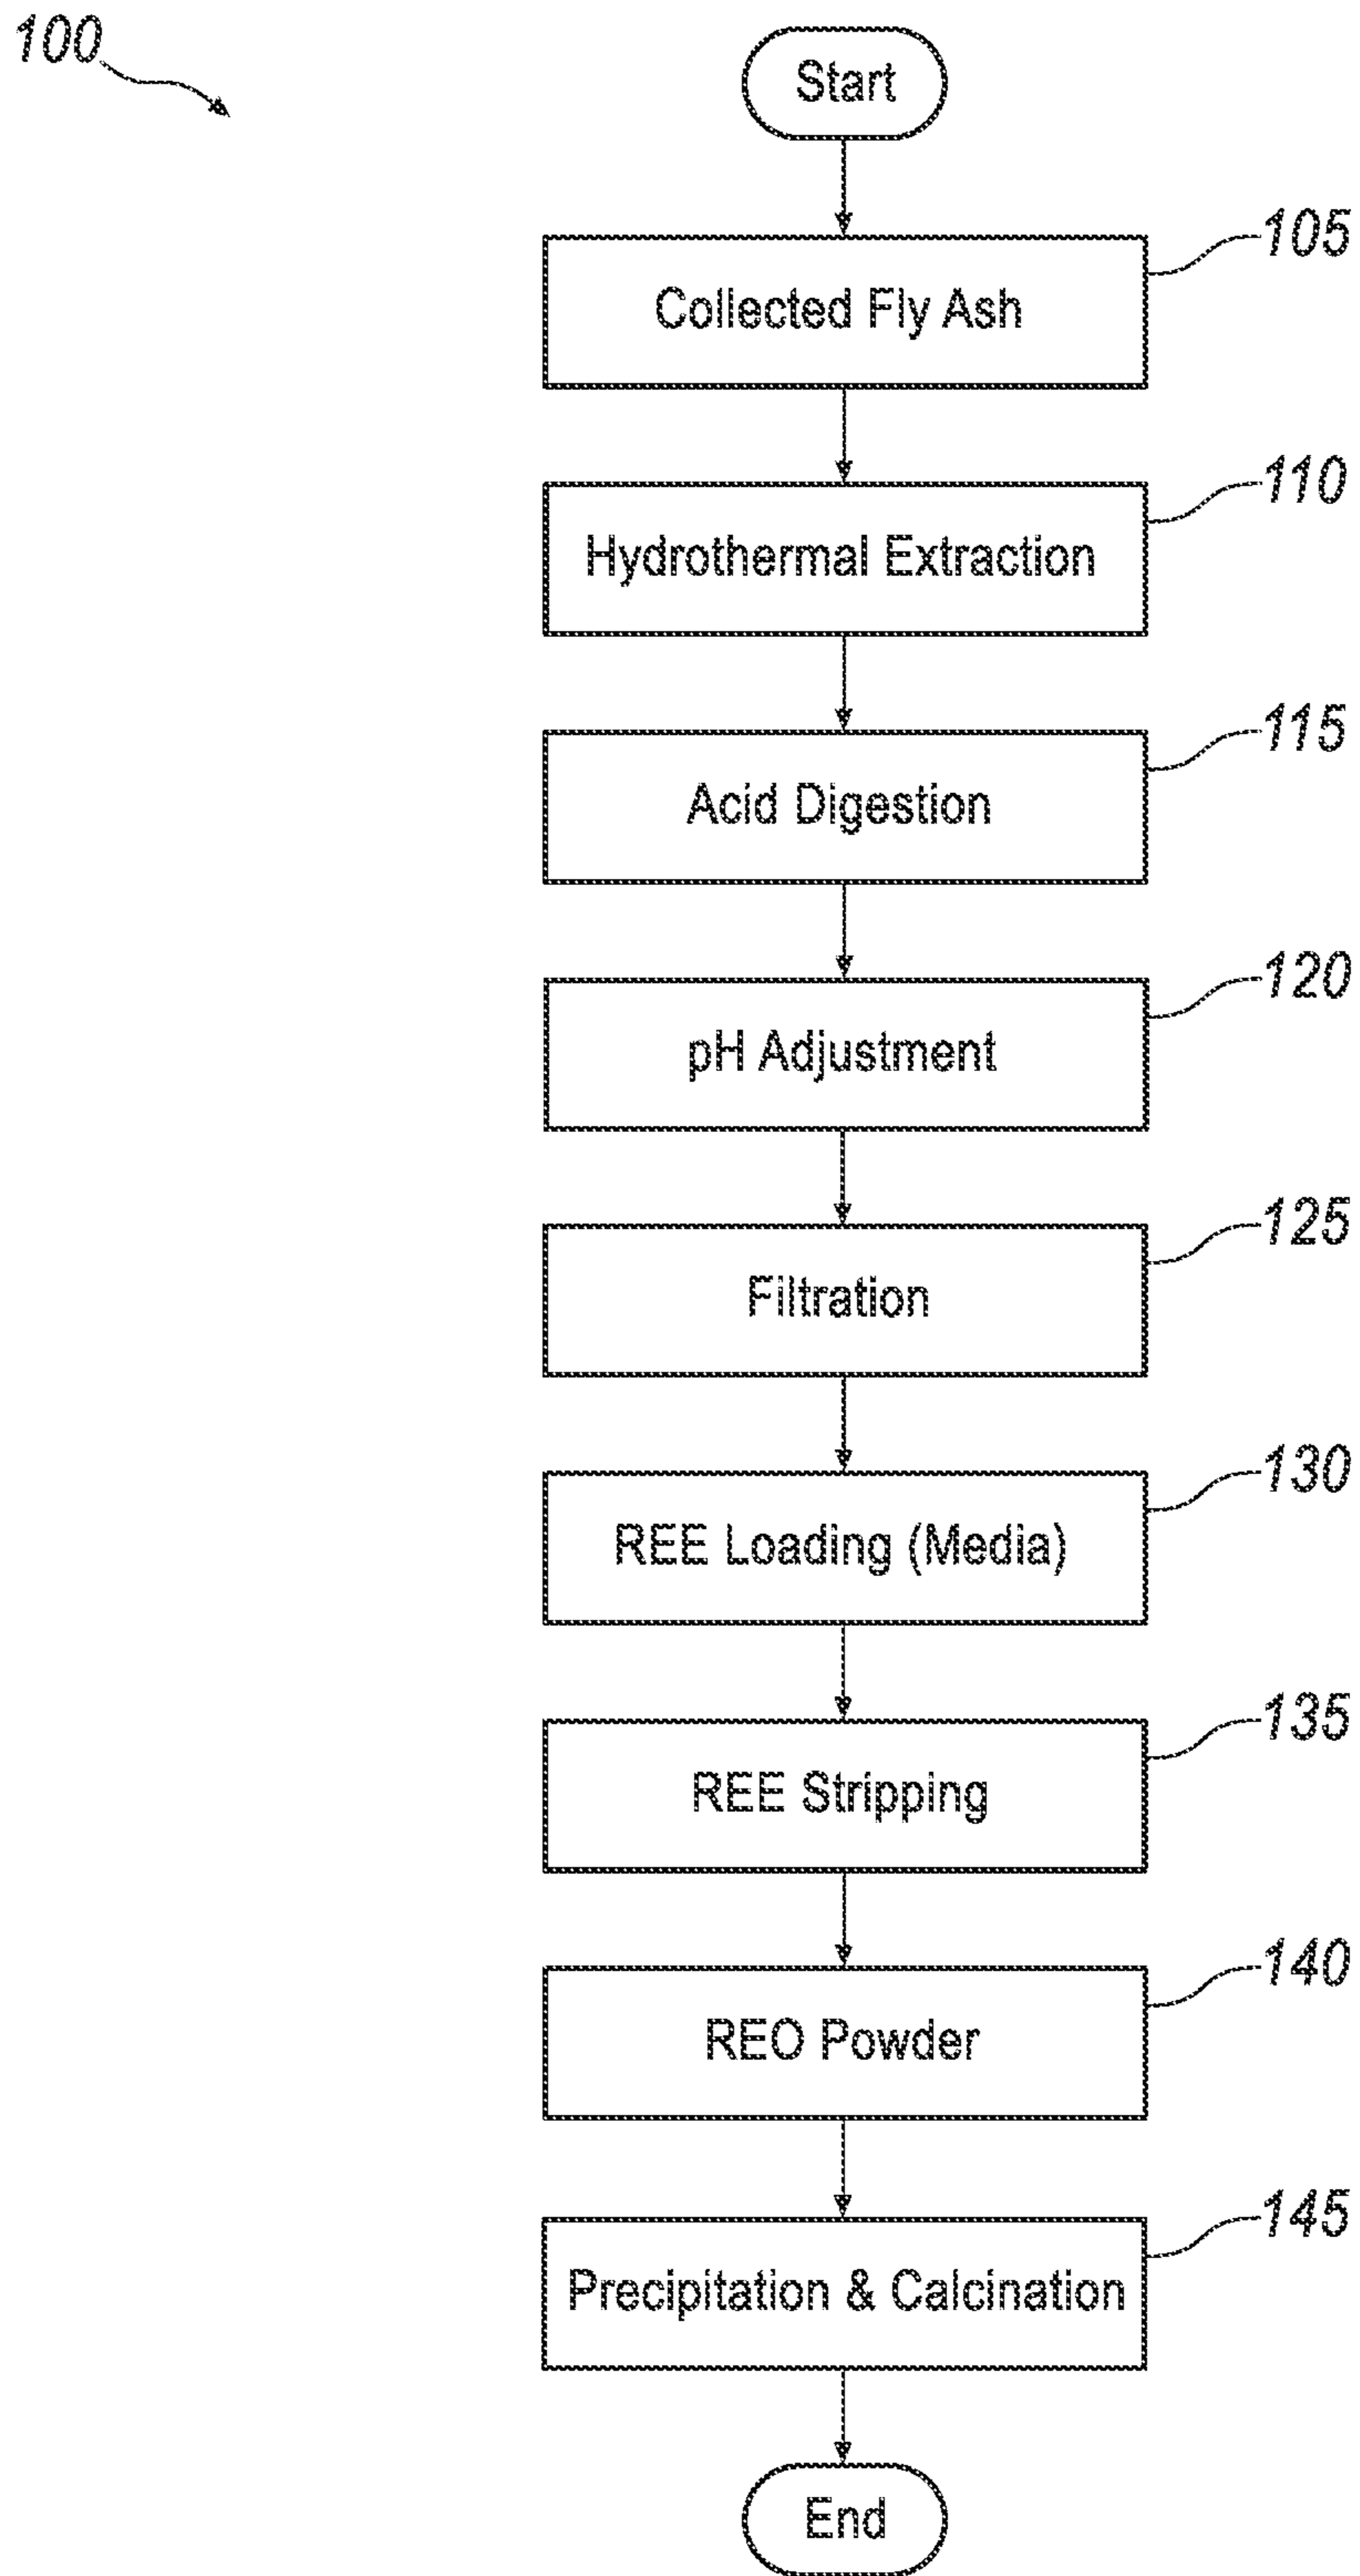 100
Start
105
Collected Fly Ash
110
Hydrothermal Extraction
115
Acid Digestion
120
pH Adjustment
125
Filtration
130
REE Loading (Media)
135
REE Stripping
140
REO Powder
145
Precipitation & Calcination
End